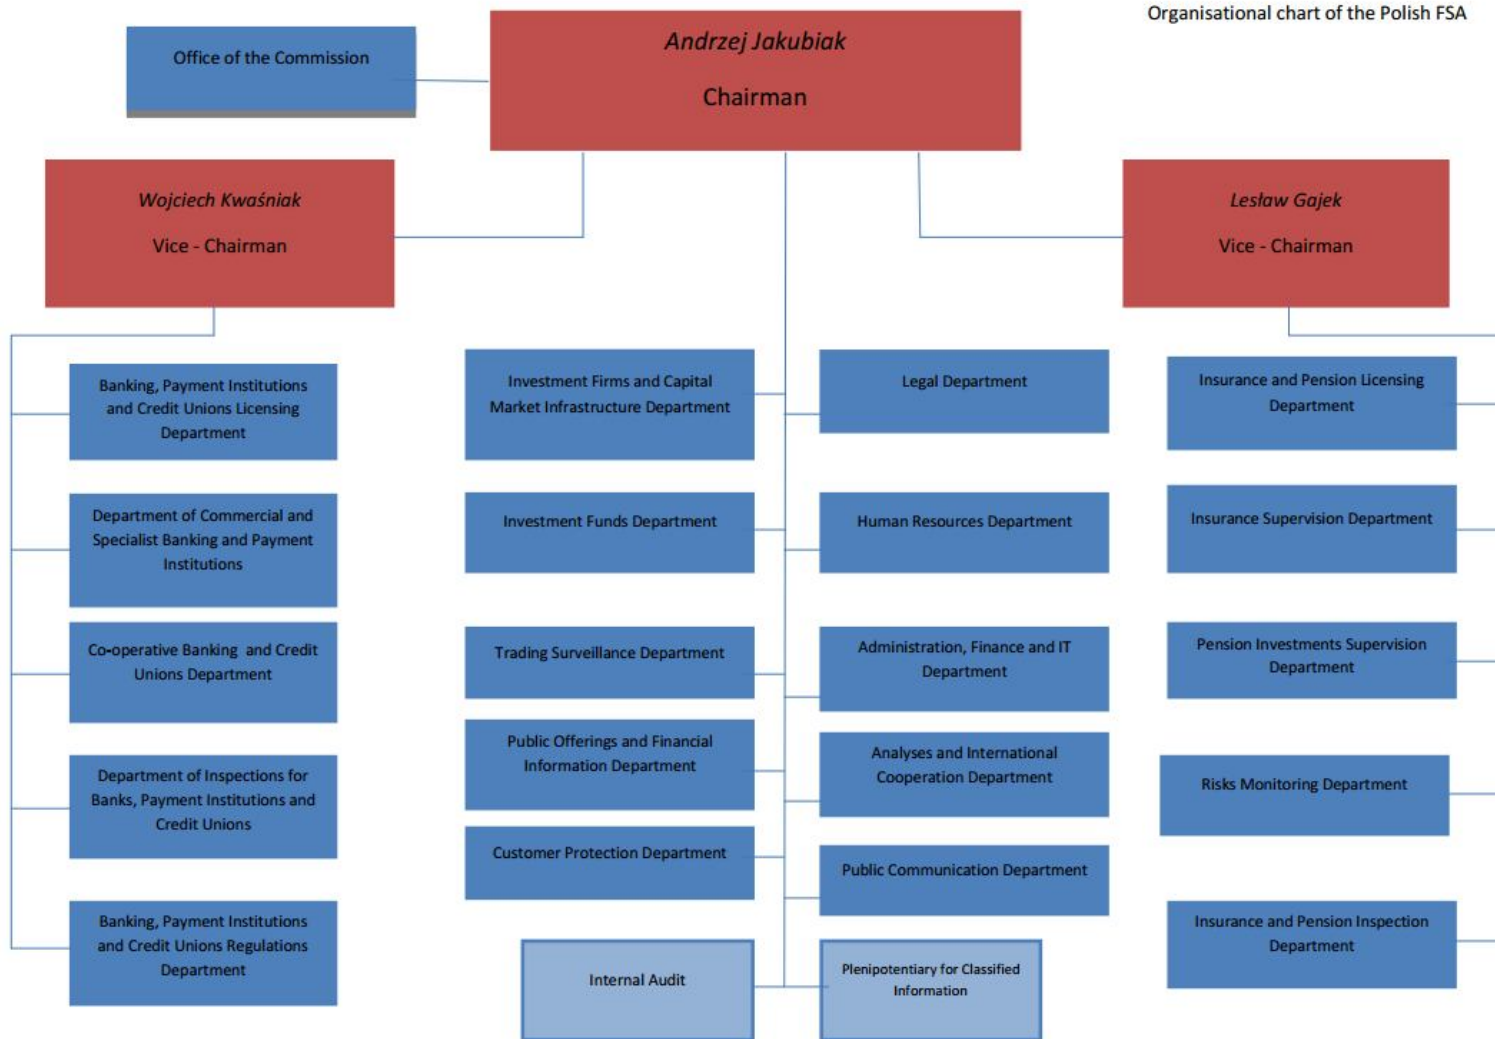 Organisational chart of the Polish FSA
Office of the Commission
Andrzej Jakubiak
Chairman
Wojciech Kwaśniak
Vice - Chairman
Lesław Gajek
Vice - Chairman
Banking, Payment Institutions
and Credit Unions Licensing
Department
Department of Commercial and
Specialist Banking and Payment
Institutions
Co-operative Banking and Credit
Unions Department
Department of Inspections for
Banks, Payment Institutions and
Credit Unions
Banking, Payment Institutions
and Credit Unions Regulations
Department
Investment Firms and Capital
Market Infrastructure Department
Investment Funds Department
Trading Surveillance Department
Public Offerings and Financial
Information Department
Customer Protection Department
Internal Audit
Legal Department
Human Resources Department
Administration, Finance and IT
Department
Analyses and International
Cooperation Department
Public Communication Department
Plenipotentiary for Classified
Information
Insurance and Pension Licensing
Department
Insurance Supervision Department
Pension Investments Supervision
Department
Risks Monitoring Department
Insurance and Pension Inspection
Department